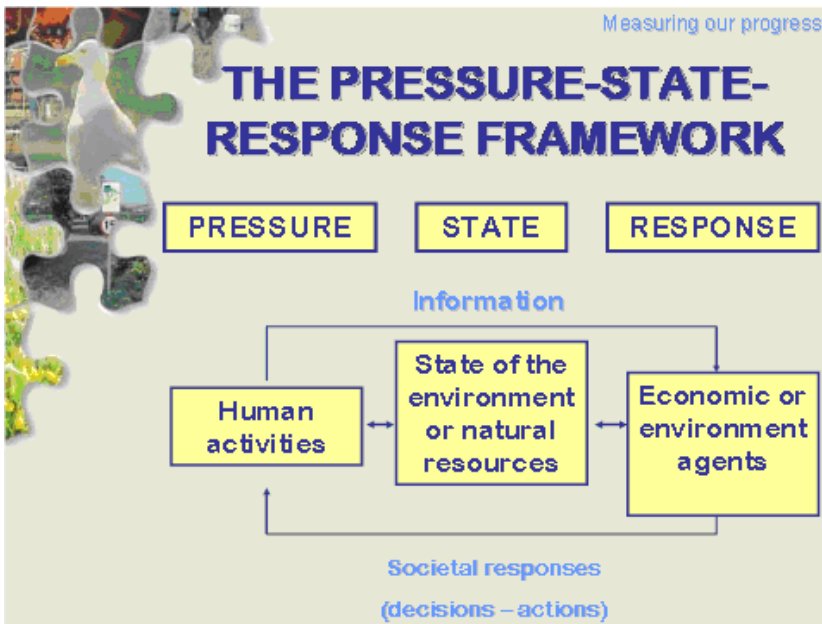 Measuring our progress
THE PRESSURE-STATE-
RESPONSE FRAMEWORK
PRESSURE
STATE
RESPONSE
Information
Human
activities
State of the
environment
or natural
resources
Economic or
environment
agents
Societal responses
(decisions – actions)